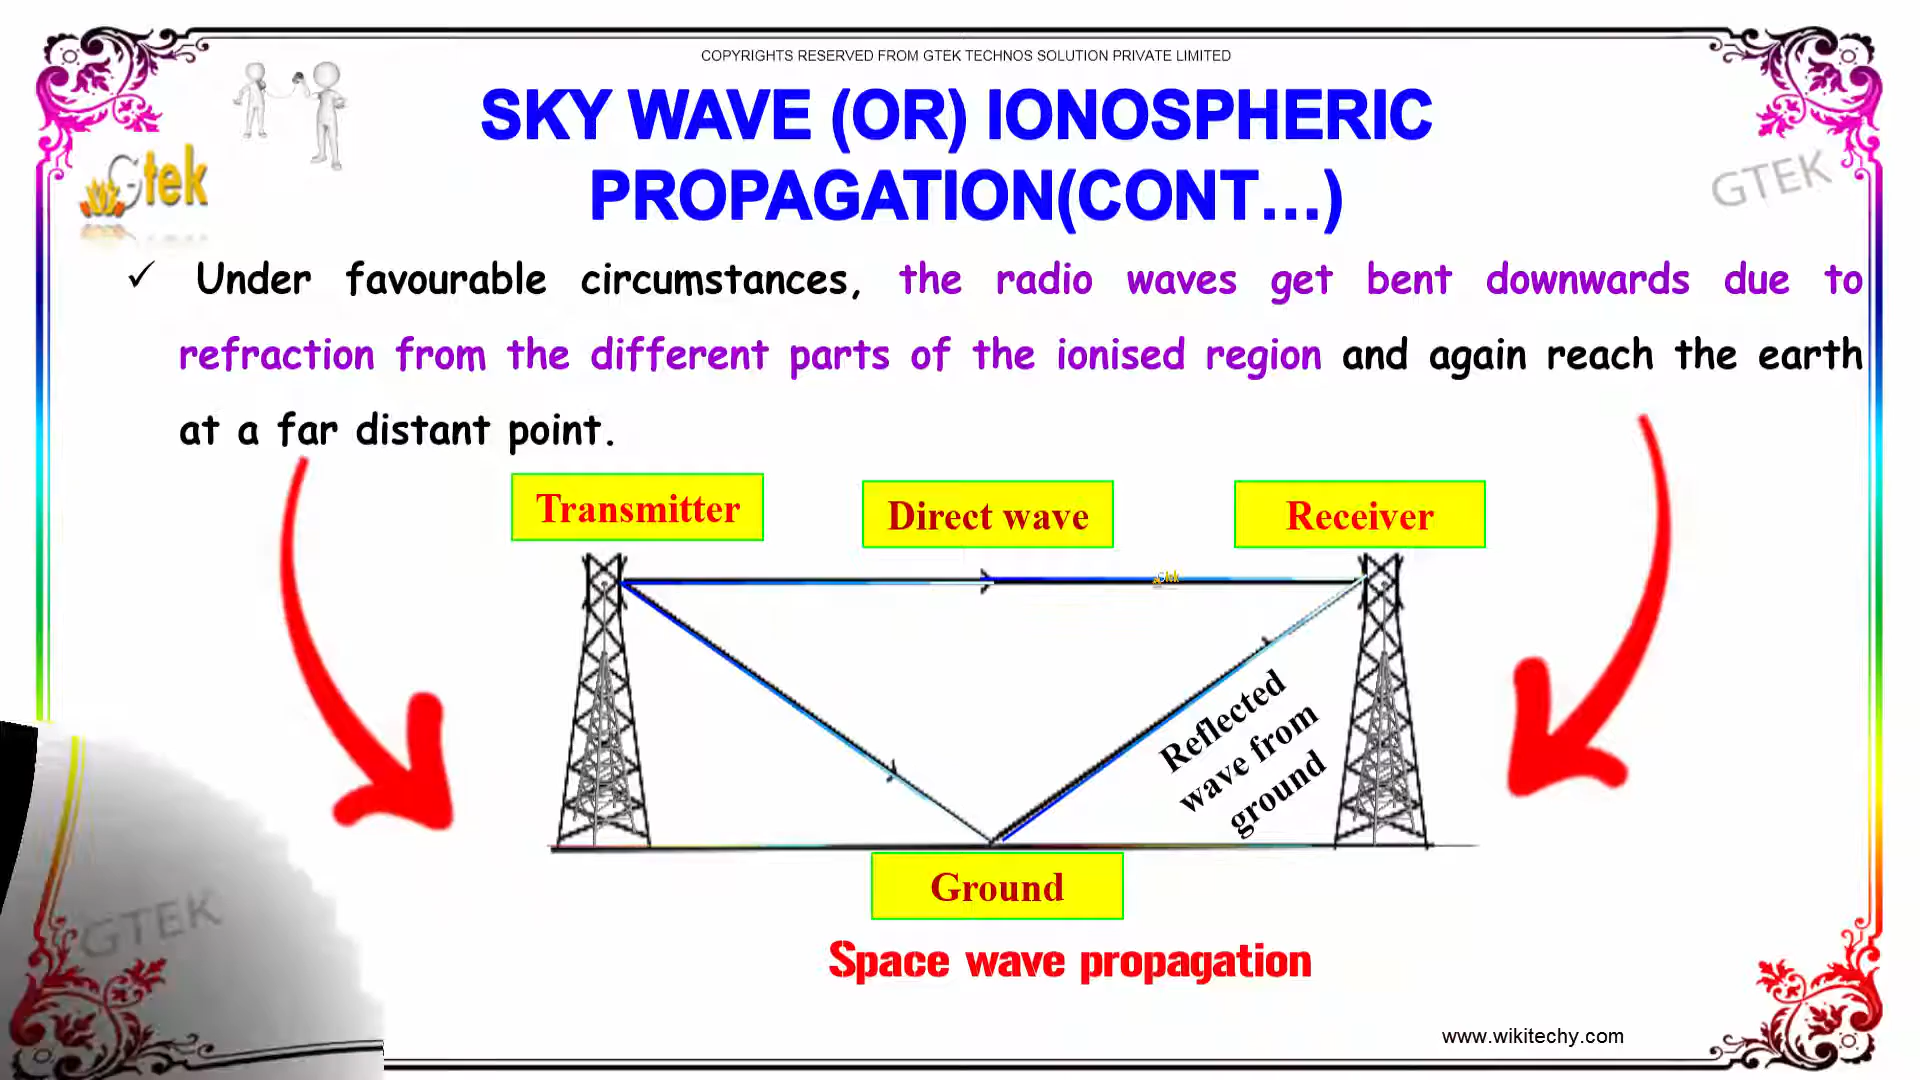 COPYRIGHTS RESERVED FROM GTEK TECHNOS SOLUTION PRIVATE LIMITED
SKY WAVE (OR) IONOSPHERIC
PROPAGATION(CONT...)
Gtek
GTEK
✓ Under favourable circumstances, the radio waves get bent downwards due to
refraction from the different parts of the ionised region and again reach the earth
at a far distant point.
Transmitter
Direct wave
Receiver
Gtek
Reflected
wave from
ground
Ground
GTEK
Space wave propagation
www.wikitechy.com